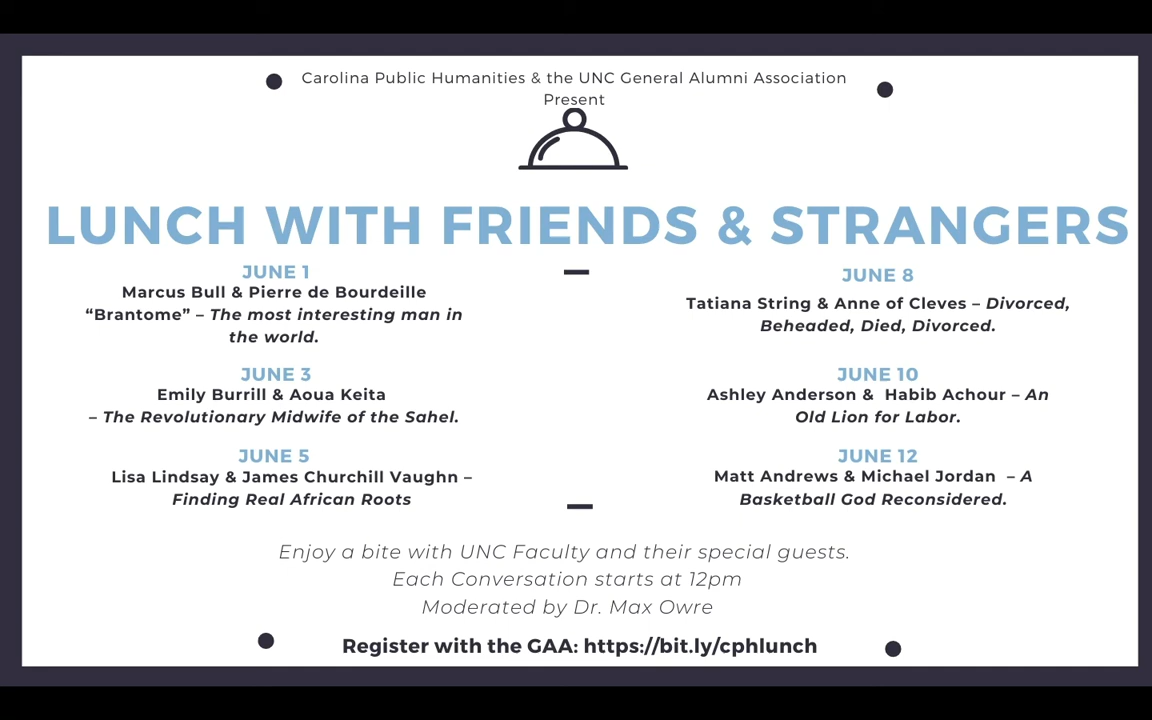 Carolina Public Humanities & the UNC General Alumni Association
Present
LUNCH WITH FRIENDS & STRANGERS
JUNE 1
Marcus Bull & Pierre de Bourdeille
“Brantome” – The most interesting man in
the world.
JUNE 3
Emily Burrill & Aoua Keita
– The Revolutionary Midwife of the Sahel.
JUNE 5
Lisa Lindsay & James Churchill Vaughn –
Finding Real African Roots
JUNE 8
Tatiana String & Anne of Cleves – Divorced,
Beheaded, Died, Divorced.
JUNE 10
Ashley Anderson & Habib Achour – An
Old Lion for Labor.
JUNE 12
Matt Andrews & Michael Jordan – A
Basketball God Reconsidered.
Enjoy a bite with UNC Faculty and their special guests.
Each Conversation starts at 12pm
Moderated by Dr. Max Owre
Register with the GAA: https://bit.ly/cphlunch